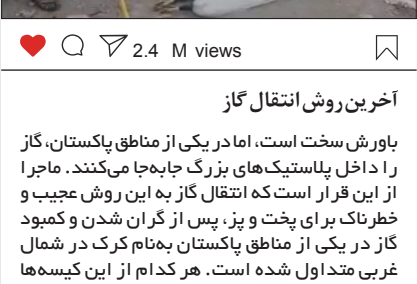 2.4 M views
آخرین روش انتقال گاز
باورش سخت است، اما در یکی از مناطق پاکستان، گاز
را داخل پلاستیک‌های بزرگ جابه‌جا می‌کنند. ماجرا
از این قرار است که انتقال گاز به این روش عجیب و
خطرناک برای پخت و پز، پس از گران شدن و کمبود
گاز در یکی از مناطق پاکستان به‌نام کرک در شمال
غربی متداول شده است. هر کدام از این کیسه‌ها